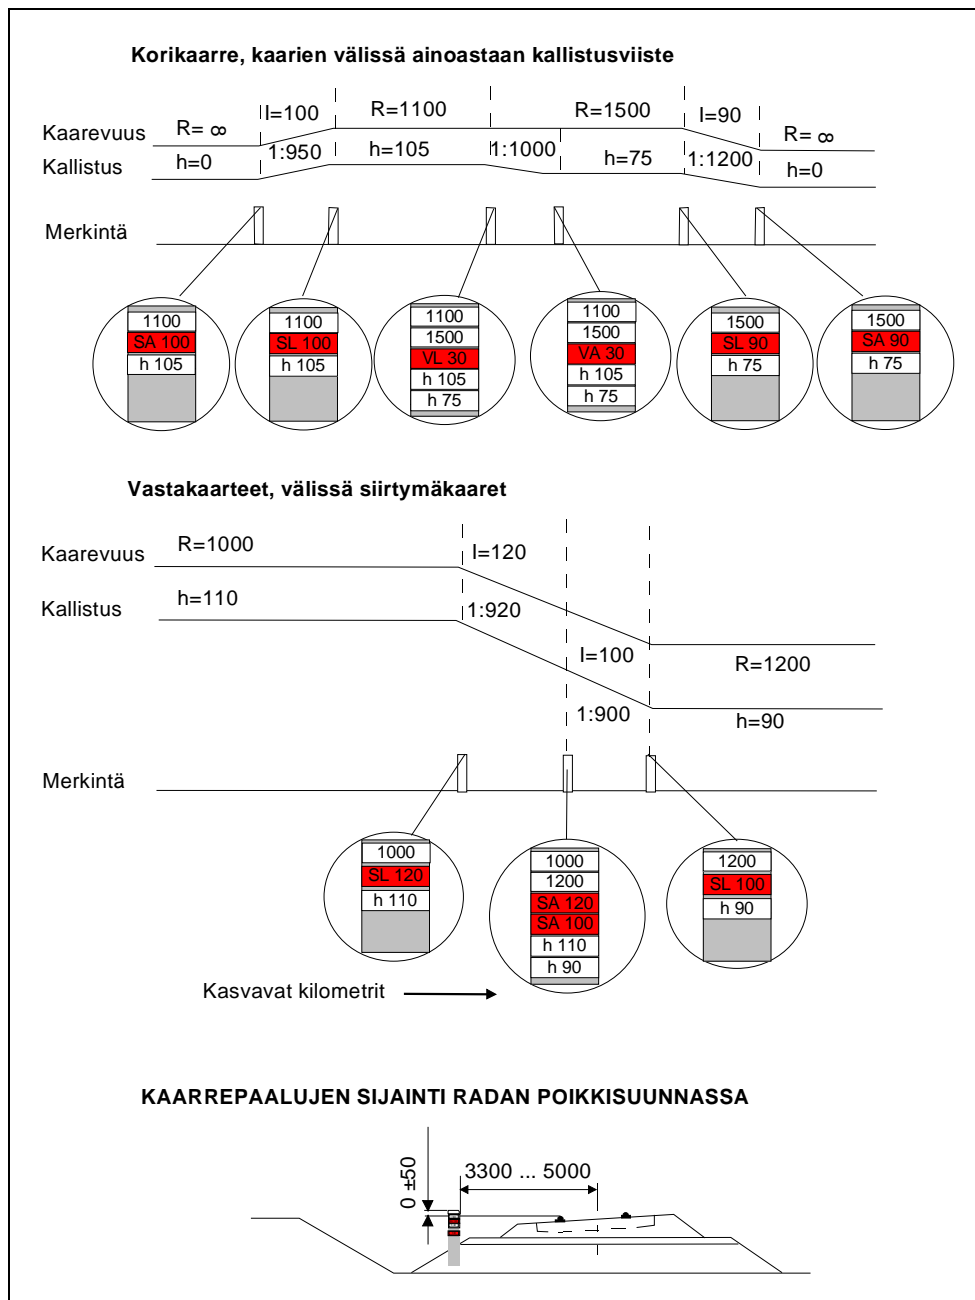 Korikaarre, kaarien välissä ainoastaan kallistusviiste
Kaarevuus
R= ∞
l=100
R=1100
R=1500
l=90
R= ∞
Kallistus
h=0
1:950
h=105
1:1000
h=75
1:1200
h=0
Merkintä
1100
SA 100
h 105
1100
SL 100
h 105
1100
1500
VL 30
h 105
h 75
1100
1500
VA 30
h 105
h 75
1500
SL 90
h 75
1500
SA 90
h 75
Vastakaarteet, välissä siirtymäkaaret
Kaarevuus
R=1000
l=120
Kallistus
h=110
1:920
l=100
R=1200
1:900
h=90
Merkintä
1000
SL 120
h 110
1000
1200
SA 120
SA 100
h 110
h 90
1200
SL 100
h 90
Kasvavat kilometrit
KAARREPAALUJEN SIJAINTI RADAN POIKKISUUNNASSA
0 ±50
3300 ... 5000